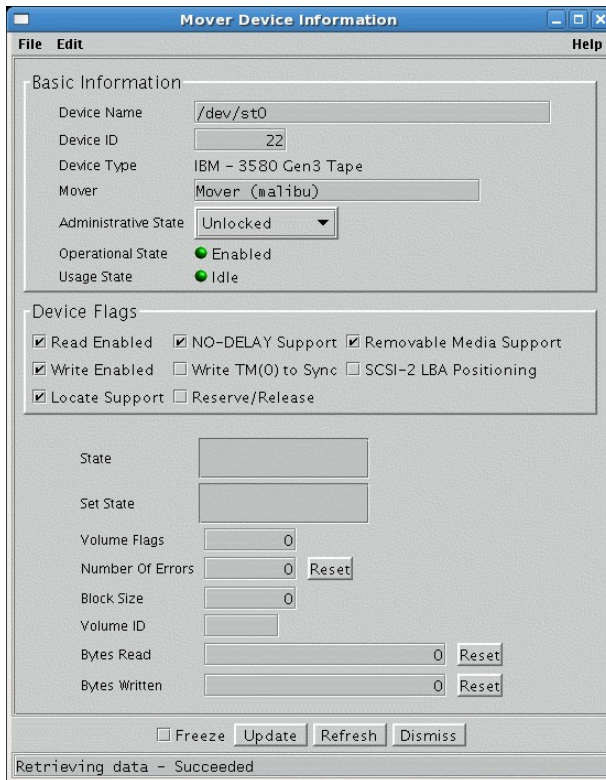 Mover Device Information
File Edit Help
Basic Information
Device Name /dev/st0
Device ID 22
Device Type IBM - 3580 Gen3 Tape
Mover Mover (malibu)
Administrative State Unlocked
Operational State Enabled
Usage State Idle
Device Flags
Read Enabled NO-DELAY Support Removable Media Support
Write Enabled Write TM(0) to Sync SCSI-2 LBA Positioning
Locate Support Reserve/Release
State
Set State
Volume Flags 0
Number Of Errors 0 Reset
Block Size 0
Volume ID
Bytes Read 0 Reset
Bytes Written 0 Reset
Freeze Update Refresh Dismiss
Retrieving data - Succeeded